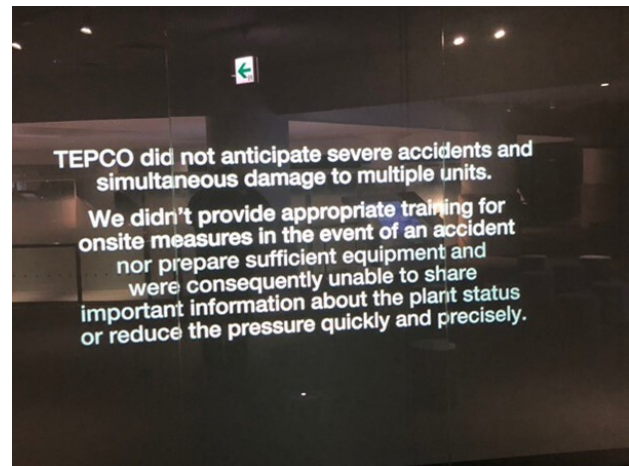 TEPCO did not anticipate severe accidents and
simultaneous damage to multiple units.
We didn't provide appropriate training for
onsite measures in the event of an accident
nor prepare sufficient equipment and
were consequently unable to share
important information about the plant status
or reduce the pressure quickly and precisely.